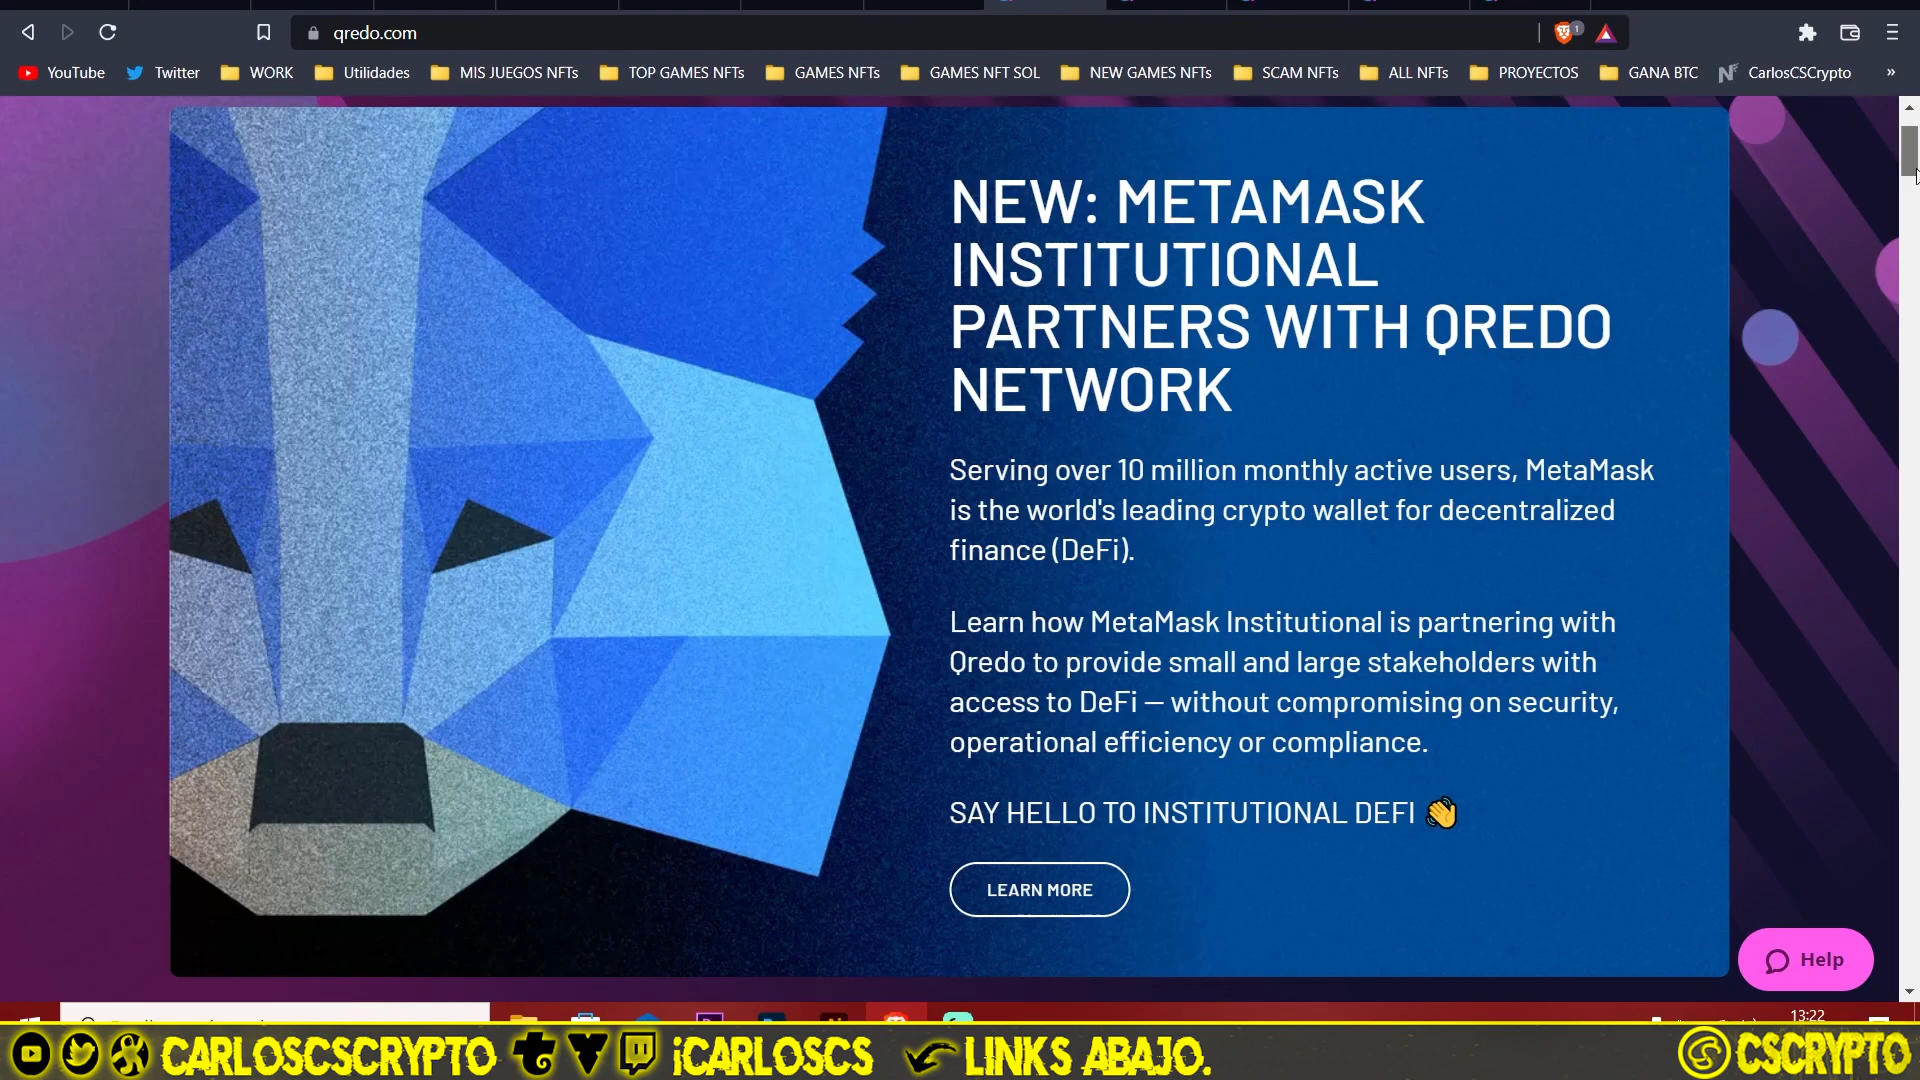 qredo.com
1
YouTube
Twitter
WORK
Utilidades
MIS JUEGOS NFTs
TOP GAMES NFTs
GAMES NFTs
GAMES NFT SOL
NEW GAMES NFTs
SCAM NFTs
ALL NFTs
PROYECTOS
GANA BTC
CarlosCSCrypto
»
NEW: METAMASK
INSTITUTIONAL
PARTNERS WITH QREDO
NETWORK
Serving over 10 million monthly active users, MetaMask
is the world's leading crypto wallet for decentralized
finance (DeFi).
Learn how MetaMask Institutional is partnering with
Qredo to provide small and large stakeholders with
access to DeFi — without compromising on security,
operational efficiency or compliance.
SAY HELLO TO INSTITUTIONAL DEFI 👋
LEARN MORE
Help
13:22
CARLOSCSCRYPTO
iCARLOSCS
LINKS ABAJO.
CSCRYPTO